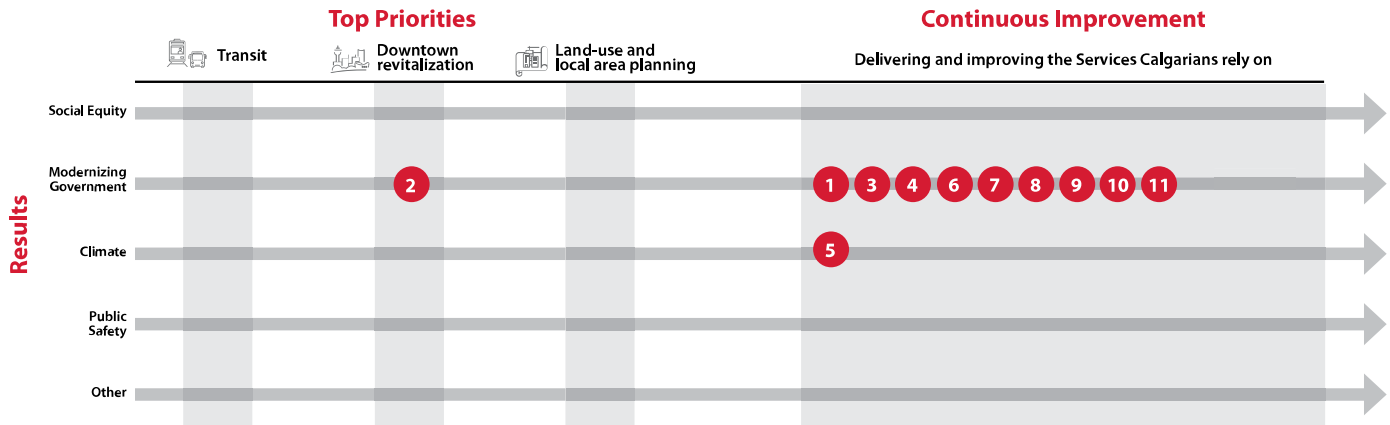 Top Priorities
Continuous Improvement
Transit
Downtown
revitalization
Land-use and
local area planning
Delivering and improving the Services Calgarians rely on
Results
Social Equity
Modernizing
Government
2
1 3 4 6 7 8 9 10 11
Climate
5
Public
Safety
Other